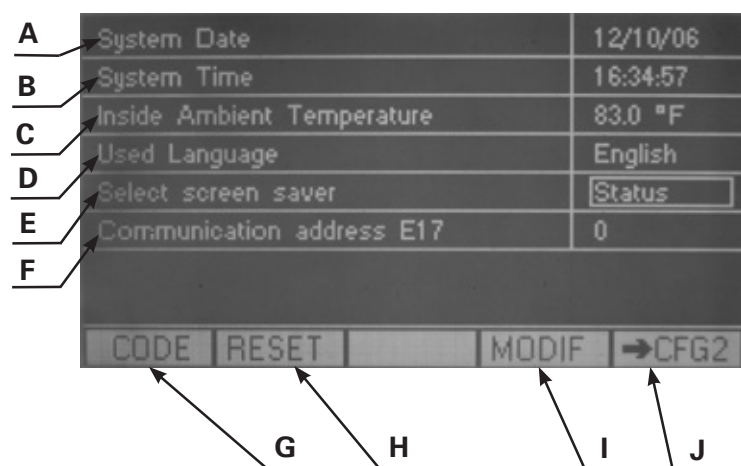 A System Date 12/10/06
B System Time 16:34:57
C Inside Ambient Temperature 83.0 °F
D Used Language English
E Select screen saver Status
F Communication address E17 0
CODE RESET MODIF ➔CFG2
G H I J